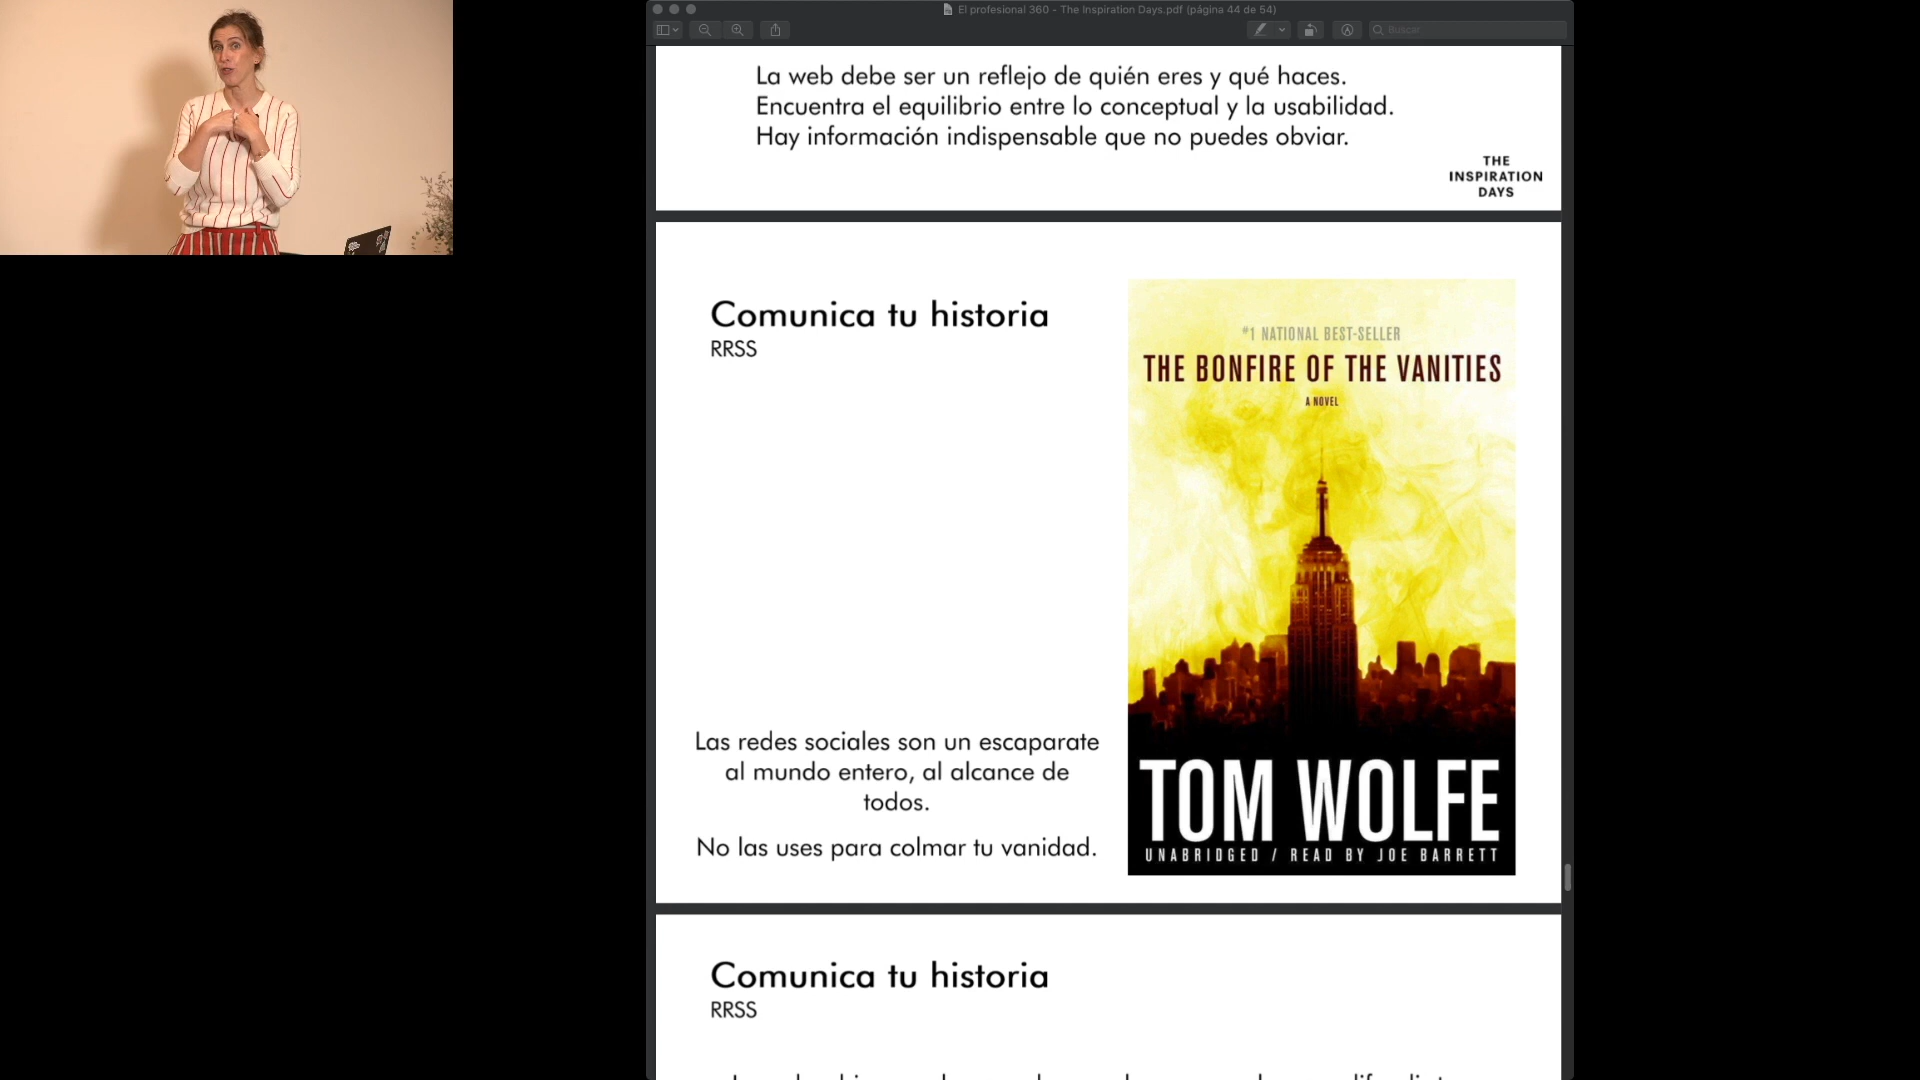 El profesional 360 - The Inspiration Days.pdf (página 44 de 54)
Buscar
La web debe ser un reflejo de quién eres y qué haces.
Encuentra el equilibrio entre lo conceptual y la usabilidad.
Hay información indispensable que no puedes obviar.
THE
INSPIRATION
DAYS
Comunica tu historia
RRSS
#1 NATIONAL BEST-SELLER
THE BONFIRE OF THE VANITIES
A NOVEL
Las redes sociales son un escaparate
al mundo entero, al alcance de
todos.
No las uses para colmar tu vanidad.
TOM WOLFE
UNABRIDGED / READ BY JOE BARRETT
Comunica tu historia
RRSS